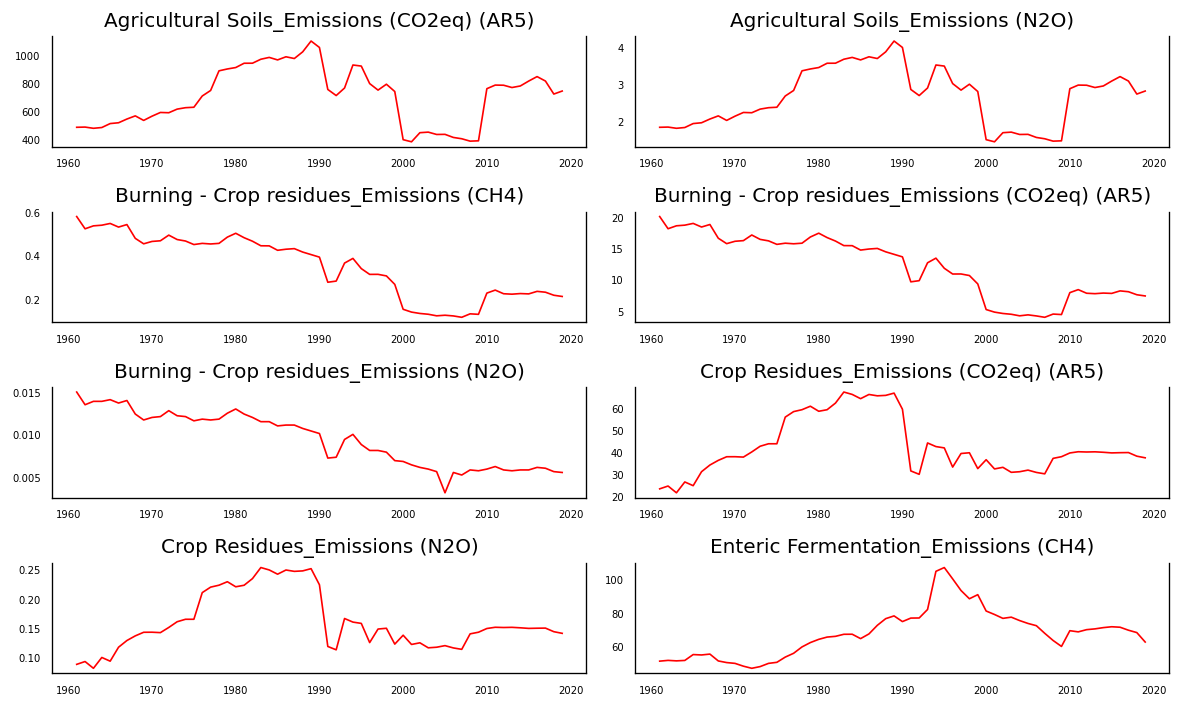 Agricultural Soils_Emissions (CO2eq) (AR5)
1000
800
600
400
1960 1970 1980 1990 2000 2010 2020
Agricultural Soils_Emissions (N2O)
4
3
2
1960 1970 1980 1990 2000 2010 2020
Burning - Crop residues_Emissions (CH4)
0.6
0.4
0.2
1960 1970 1980 1990 2000 2010 2020
Burning - Crop residues_Emissions (CO2eq) (AR5)
20
15
10
5
1960 1970 1980 1990 2000 2010 2020
Burning - Crop residues_Emissions (N2O)
0.015
0.010
0.005
1960 1970 1980 1990 2000 2010 2020
Crop Residues_Emissions (CO2eq) (AR5)
60
50
40
30
20
1960 1970 1980 1990 2000 2010 2020
Crop Residues_Emissions (N2O)
0.25
0.20
0.15
0.10
1960 1970 1980 1990 2000 2010 2020
Enteric Fermentation_Emissions (CH4)
100
80
60
1960 1970 1980 1990 2000 2010 2020